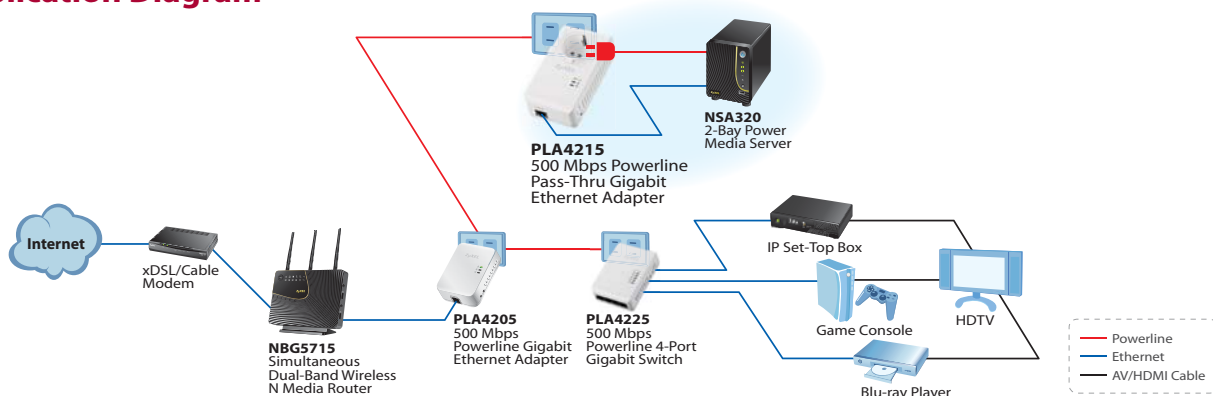 Application Diagram
PLA4215
500 Mbps Powerline
Pass-Thru Gigabit
Ethernet Adapter
NSA320
2-Bay Power
Media Server
Internet
xDSL/Cable
Modem
NBG5715
Simultaneous
Dual-Band Wireless
N Media Router
PLA4205
500 Mbps
Powerline Gigabit
Ethernet Adapter
PLA4225
500 Mbps
Powerline 4-Port
Gigabit Switch
IP Set-Top Box
Game Console
Blu-ray Player
HDTV
Powerline
Ethernet
AV/HDMI Cable